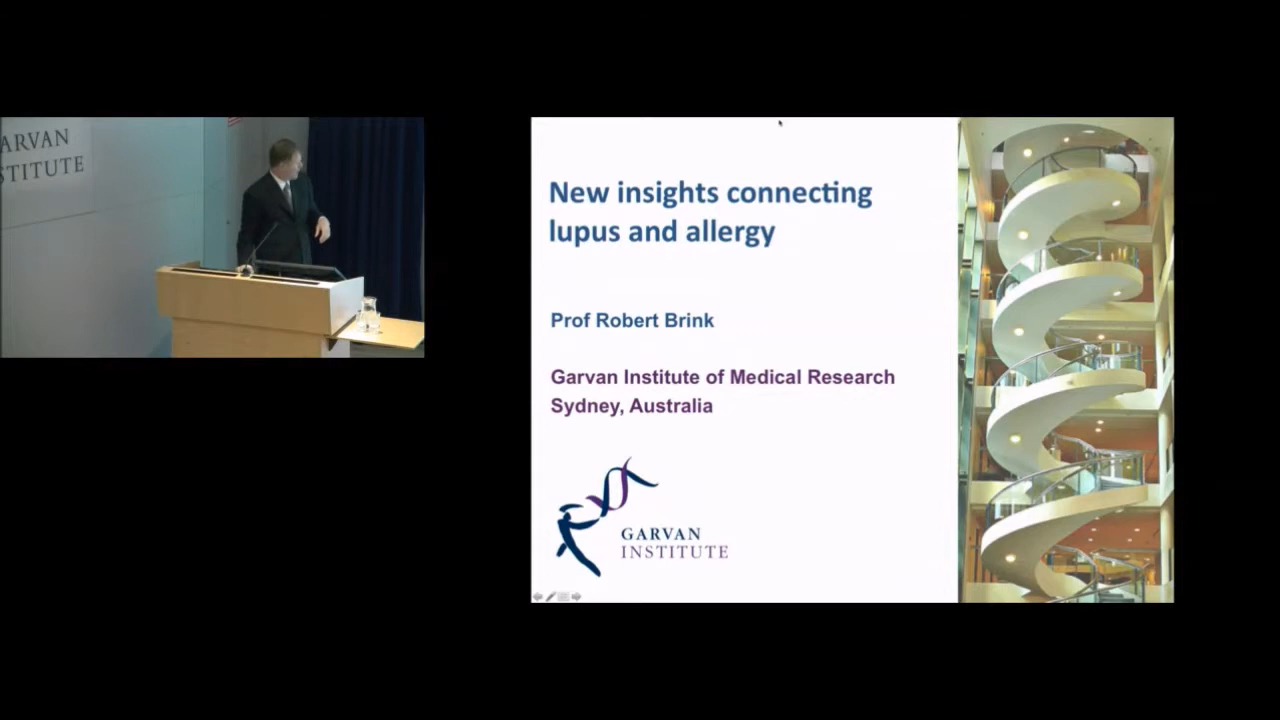 ARVAN
STITUTE
New insights connecting
lupus and allergy
Prof Robert Brink
Garvan Institute of Medical Research
Sydney, Australia
GARVAN
INSTITUTE